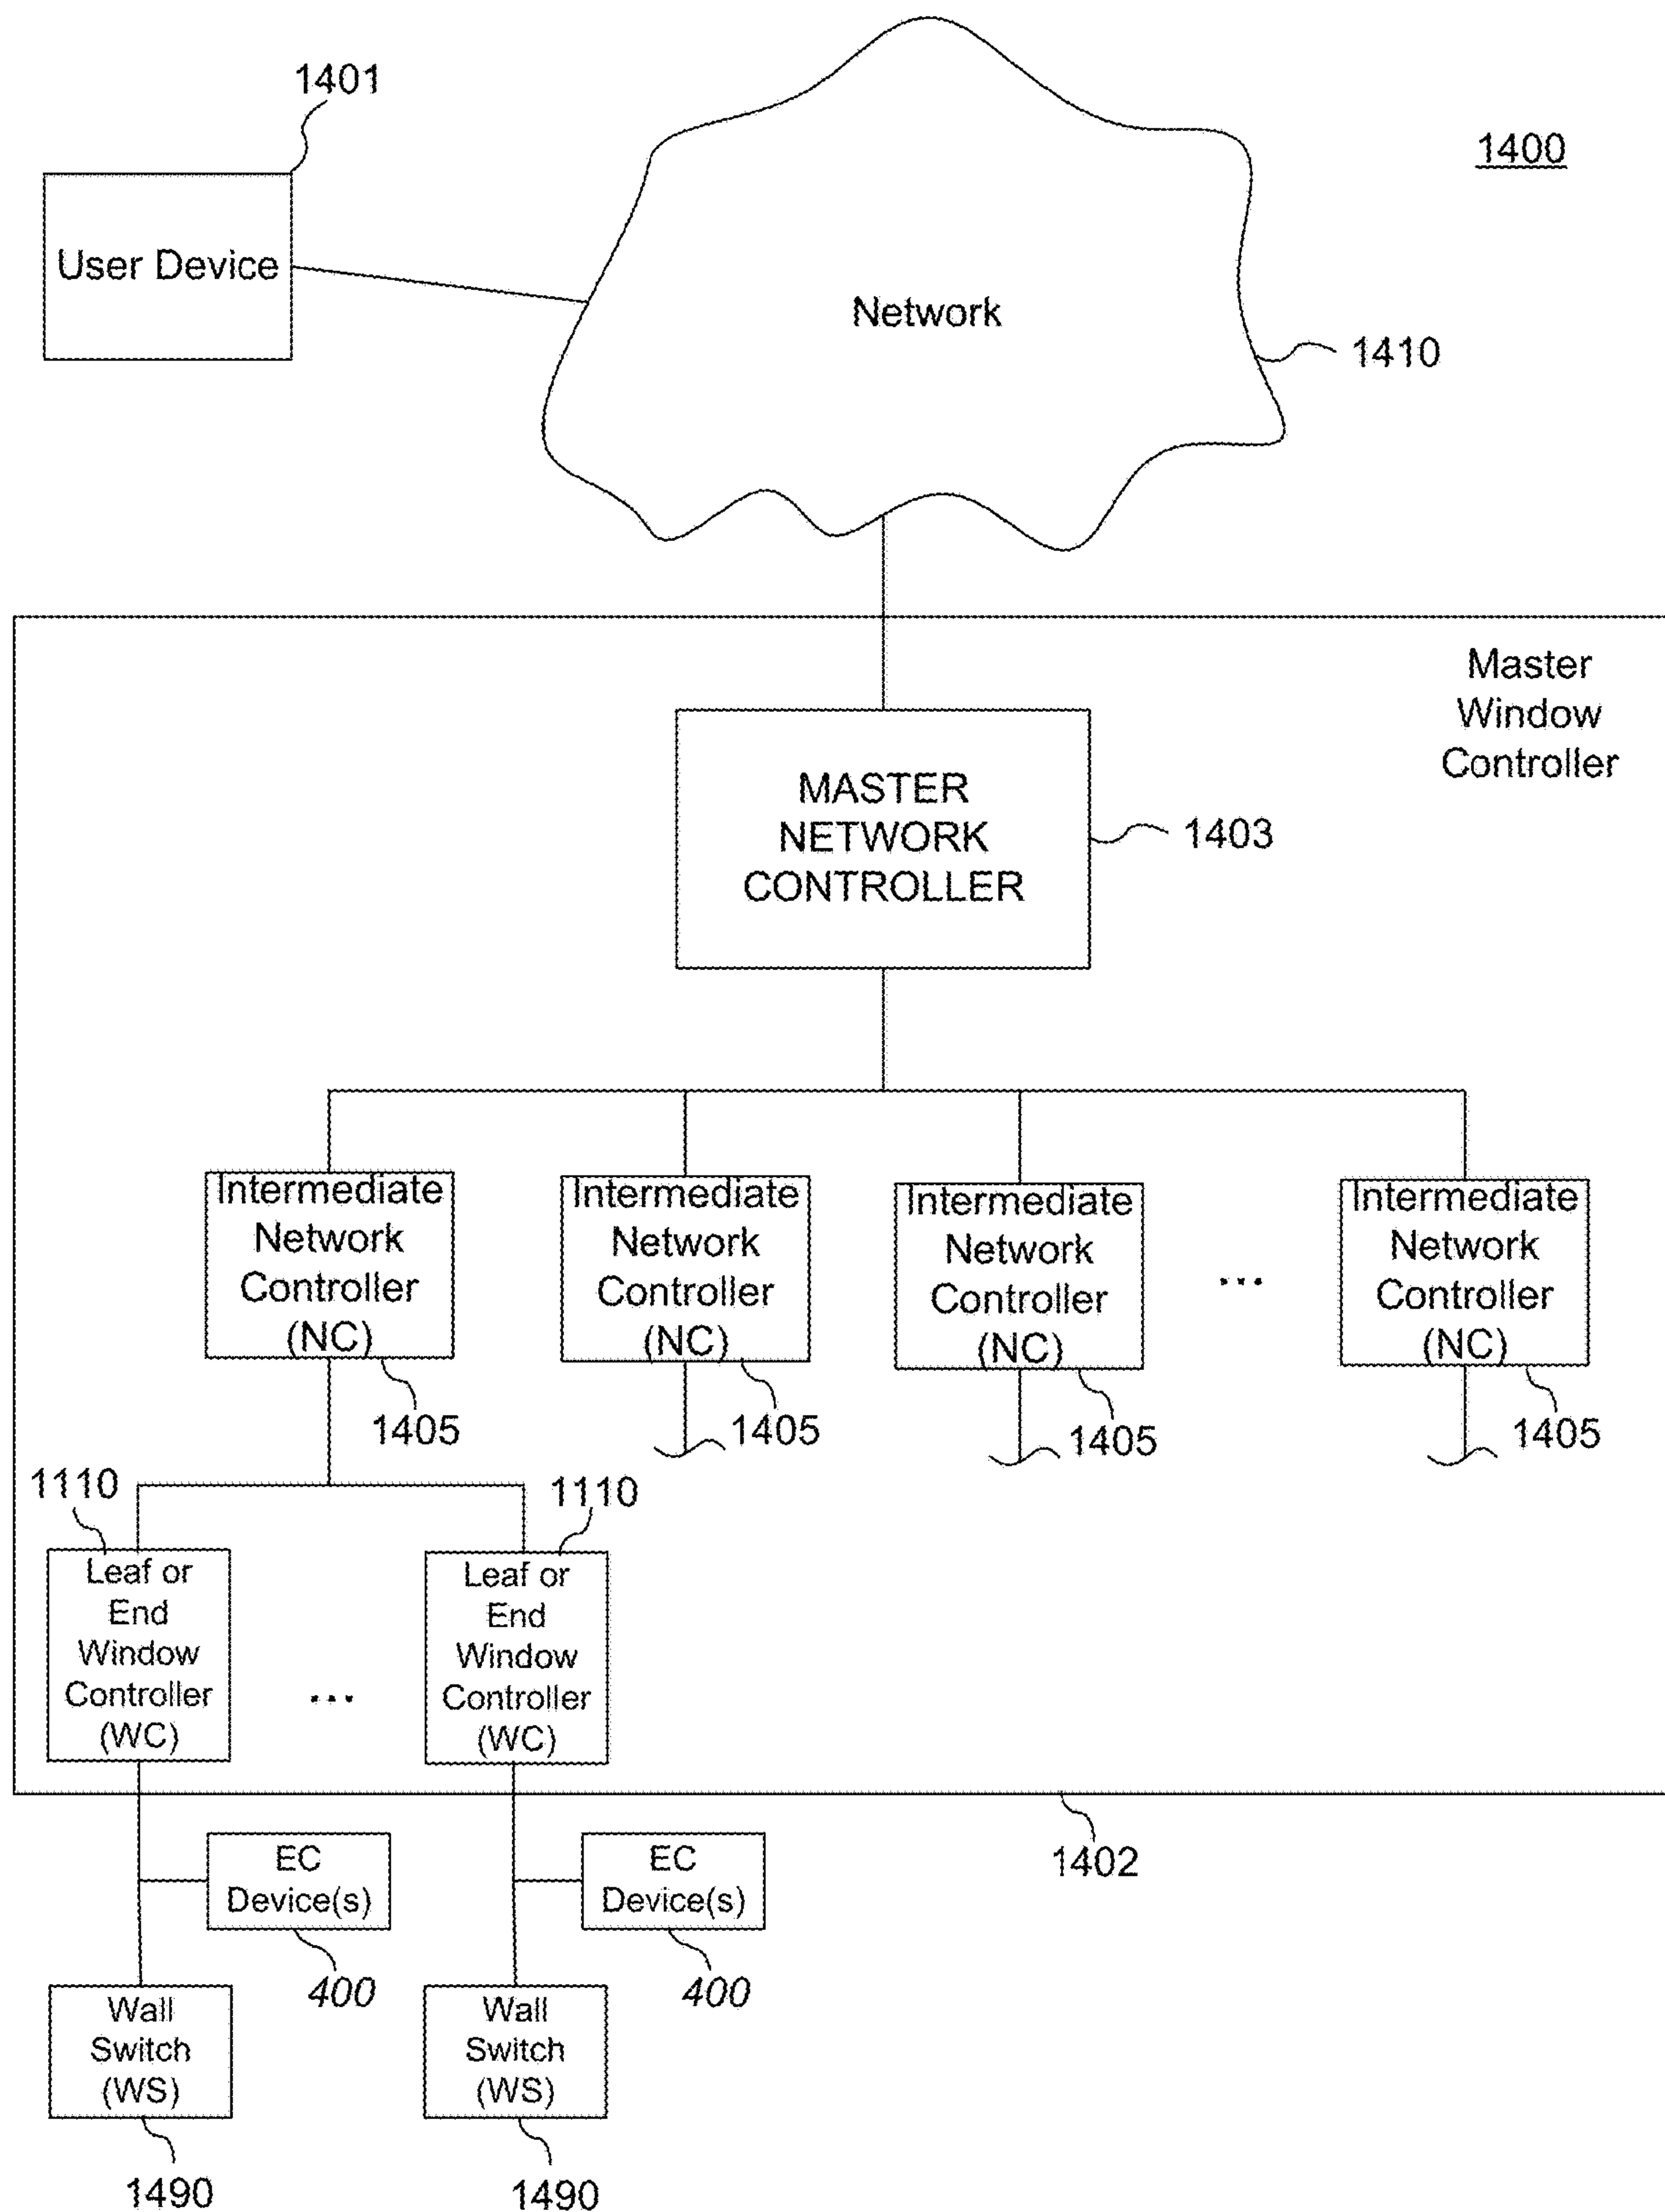 1401
1400
User Device
Network
1410
Master
Window
Controller
MASTER
NETWORK
CONTROLLER
1403
Intermediate
Network
Controller
(NC)
1405
Intermediate
Network
Controller
(NC)
1405
Intermediate
Network
Controller
(NC)
1405
...
Intermediate
Network
Controller
(NC)
1405
1110
Leaf or
End
Window
Controller
(WC)
...
1110
Leaf or
End
Window
Controller
(WC)
1402
EC
Device(s)
400
EC
Device(s)
400
Wall
Switch
(WS)
1490
Wall
Switch
(WS)
1490